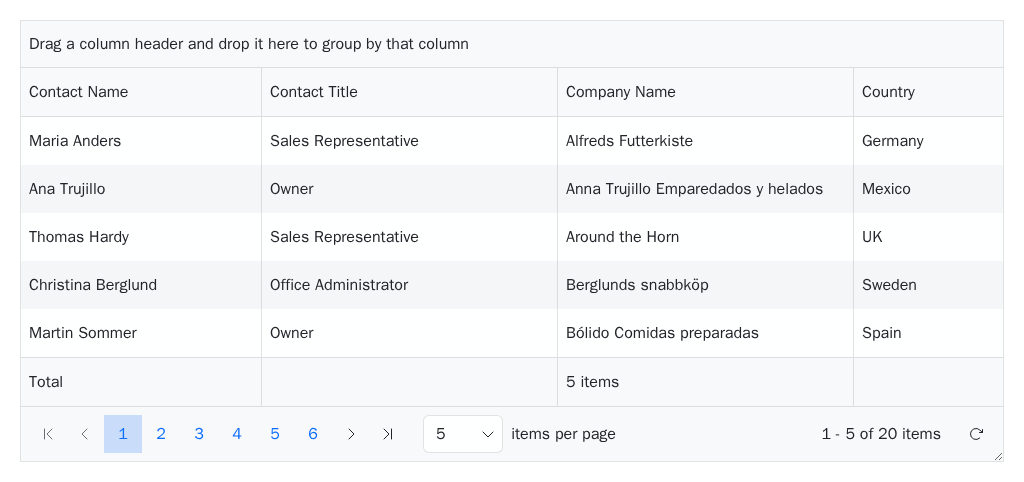 Drag a column header and drop it here to group by that column
Contact Name Contact Title Company Name Country
Maria Anders Sales Representative Alfreds Futterkiste Germany
Ana Trujillo Owner Anna Trujillo Emparedados y helados Mexico
Thomas Hardy Sales Representative Around the Horn UK
Christina Berglund Office Administrator Berglunds snabbköp Sweden
Martin Sommer Owner Bólido Comidas preparadas Spain
Total 5 items
1 2 3 4 5 6 5 items per page 1 - 5 of 20 items